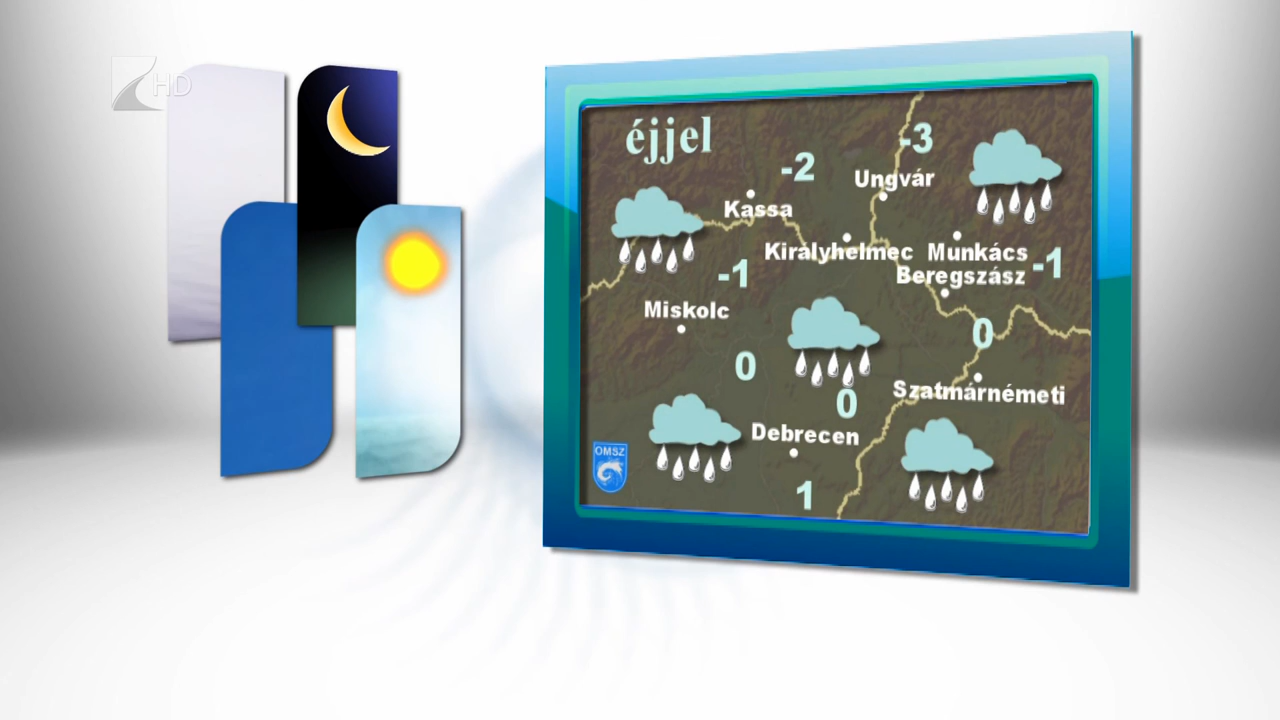 HD
éjjel
-2
-3
Ungvár
Kassa
Királyhelmec
Munkács
-1
Beregszász
-1
Miskolc
0
0
0
Szatmárnémeti
Debrecen
OMSZ
1